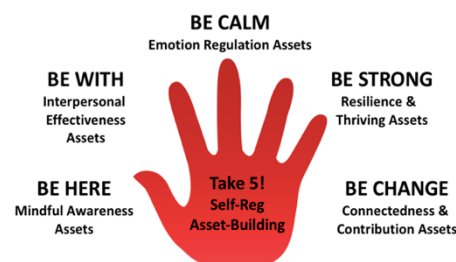 BE CALM
Emotion Regulation Assets
BE WITH
Interpersonal
Effectiveness
Assets
BE STRONG
Resilience &
Thriving Assets
BE HERE
Mindful Awareness
Assets
Take 5!
Self-Reg
Asset-Building
BE CHANGE
Connectedness &
Contribution Assets